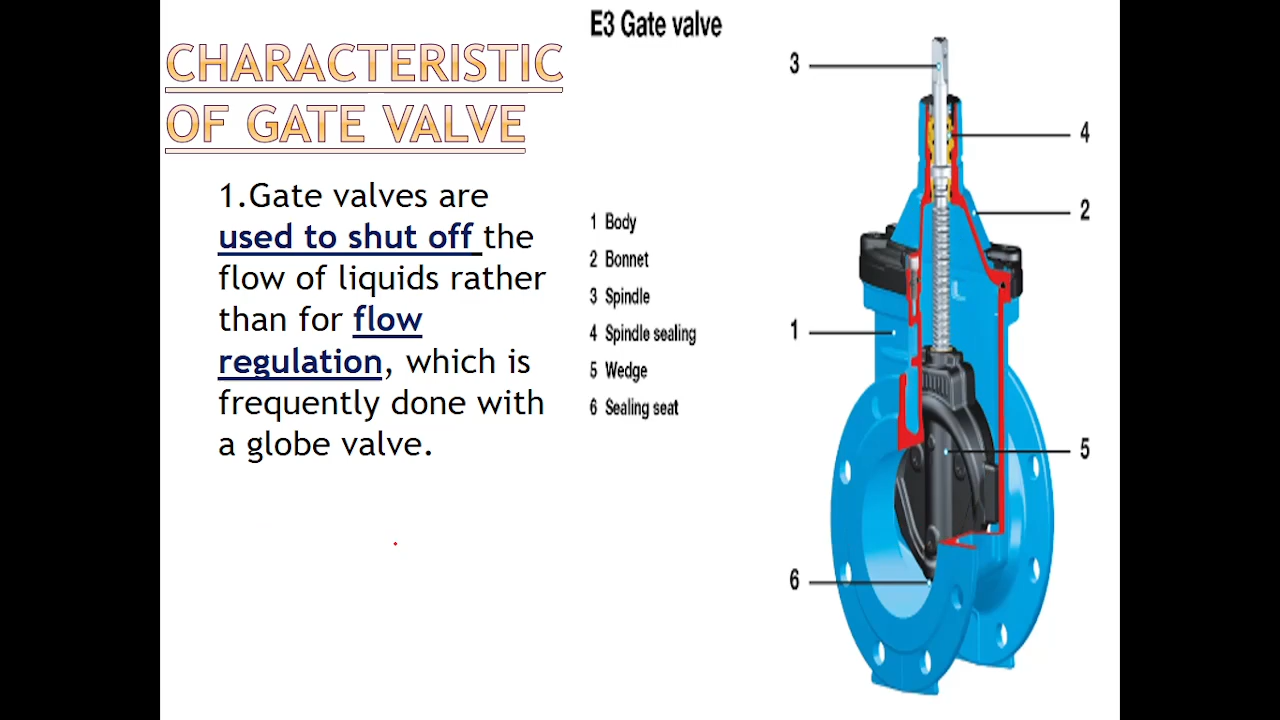 CHARACTERISTIC
OF GATE VALVE
1.Gate valves are
used to shut off the
flow of liquids rather
than for flow
regulation, which is
frequently done with
a globe valve.
E3 Gate valve
1 Body
2 Bonnet
3 Spindle
4 Spindle sealing
5 Wedge
6 Sealing seat
3
4
2
1
5
6